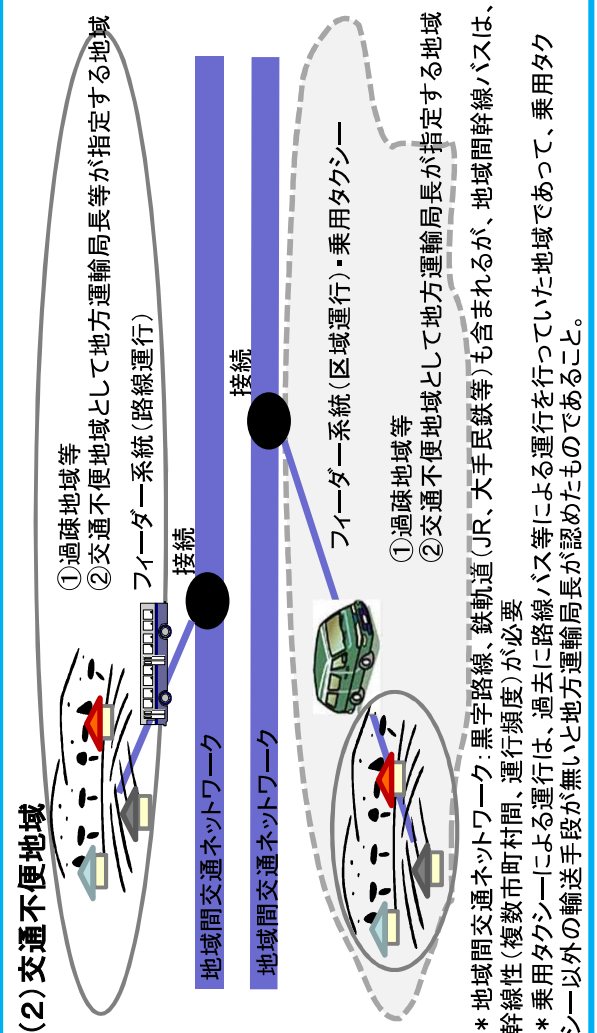 (2)交通不便地域
①過疎地域等
②交通不便地域として地方運輸局長等が指定する地域
フィーダー系統(路線運行)
接続
地域間交通ネットワーク
接続
地域間交通ネットワーク
フィーダー系統(区域運行)・乗用タクシー
①過疎地域等
②交通不便地域として地方運輸局長が指定する地域
*地域間交通ネットワーク:黒字路線、鉄軌道(JR、大手民鉄等)も含まれるが、地域間幹線バスは、
幹線性(複数市町村間、運行頻度)が必要
*乗用タクシーによる運行は、過去に路線バス等による運行を行っていた地域であって、乗用タク
シー以外の輸送手段が無いと地方運輸局長が認めたものであること。